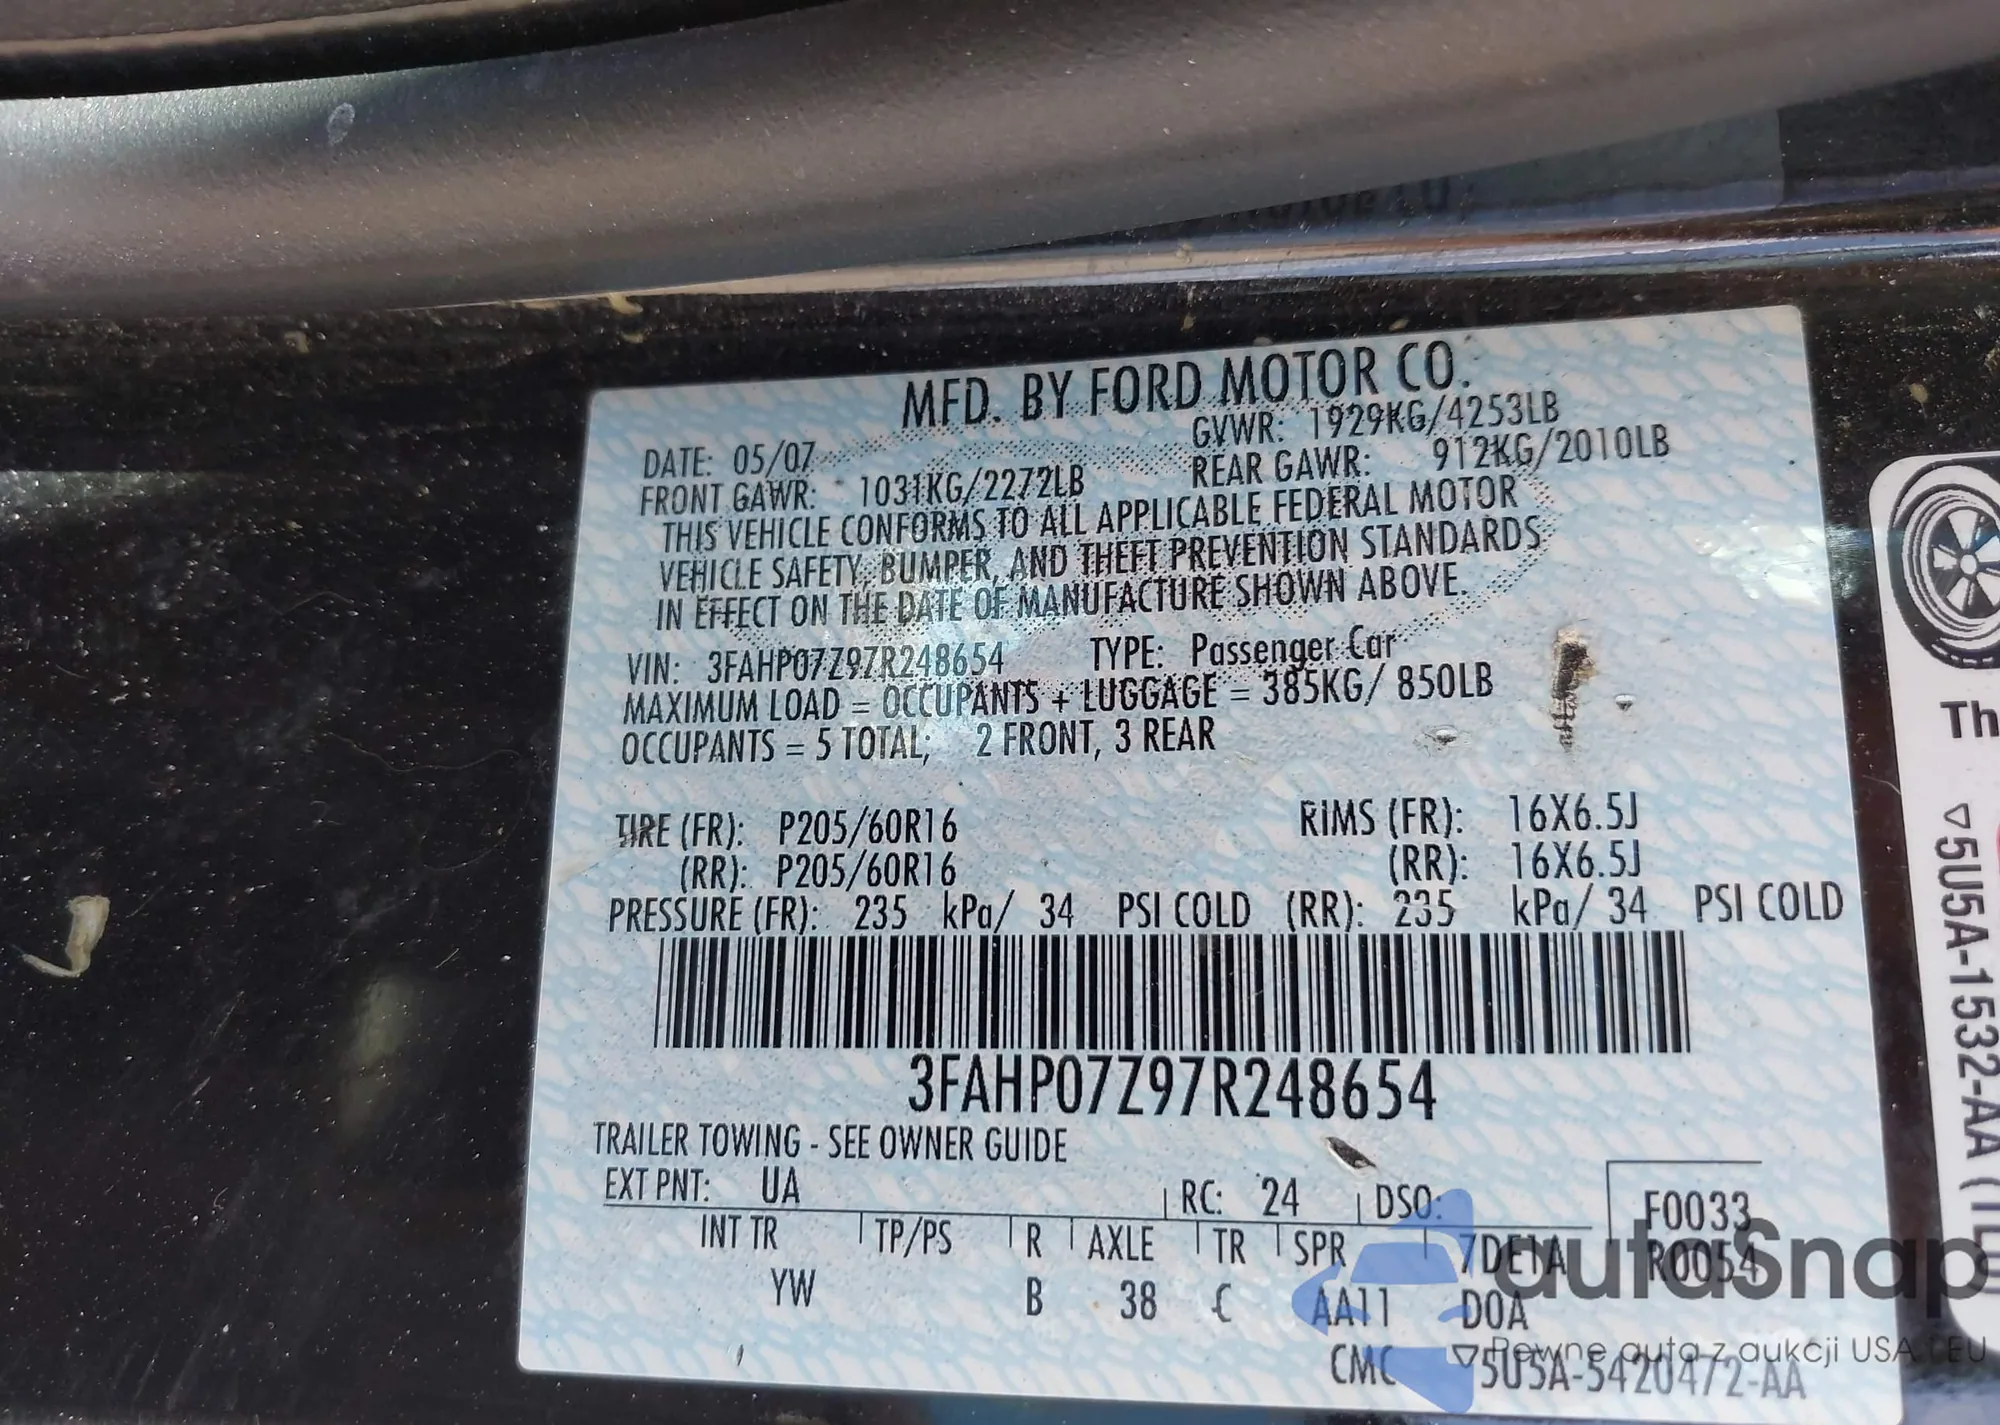 MFD. BY FORD MOTOR CO.
DATE: 05/07 GVWR: 1929KG/4253LB
FRONT GAWR: 1031KG/2272LB REAR GAWR: 912KG/2010LB
THIS VEHICLE CONFORMS TO ALL APPLICABLE FEDERAL MOTOR
VEHICLE SAFETY, BUMPER, AND THEFT PREVENTION STANDARDS
IN EFFECT ON THE DATE OF MANUFACTURE SHOWN ABOVE.
VIN: 3FAHP07Z97R248654 TYPE: Passenger Car
MAXIMUM LOAD = OCCUPANTS + LUGGAGE = 385KG/ 850LB
OCCUPANTS = 5 TOTAL; 2 FRONT, 3 REAR
TIRE (FR): P205/60R16 RIMS (FR): 16X6.5J
(RR): P205/60R16 (RR): 16X6.5J
PRESSURE (FR): 235 kPa/ 34 PSI COLD (RR): 235 kPa/ 34 PSI COLD
3FAHP07Z97R248654
TRAILER TOWING - SEE OWNER GUIDE
EXT PNT: UA RC: 24 DSO: F0033
INT TR TP/PS R AXLE TR SPR 7DE1A R0054
YW B 38 C AA11 DOA
CMC ▽5U5A-5420472-AA
Th
▽5U5A-1532-AA (TLU)
autoSnap
Pewne auta z aukcji USA i EU